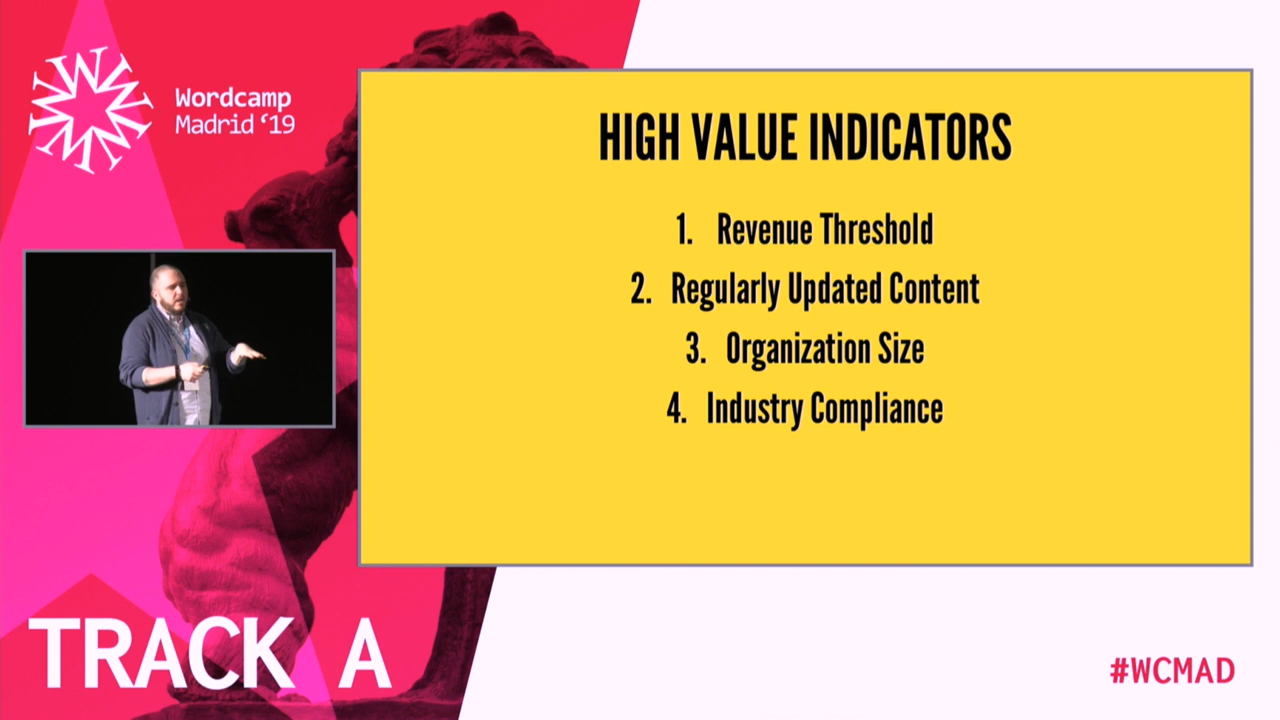 Wordcamp
Madrid '19
HIGH VALUE INDICATORS
1. Revenue Threshold
2. Regularly Updated Content
3. Organization Size
4. Industry Compliance
TRACK A
#WCMAD